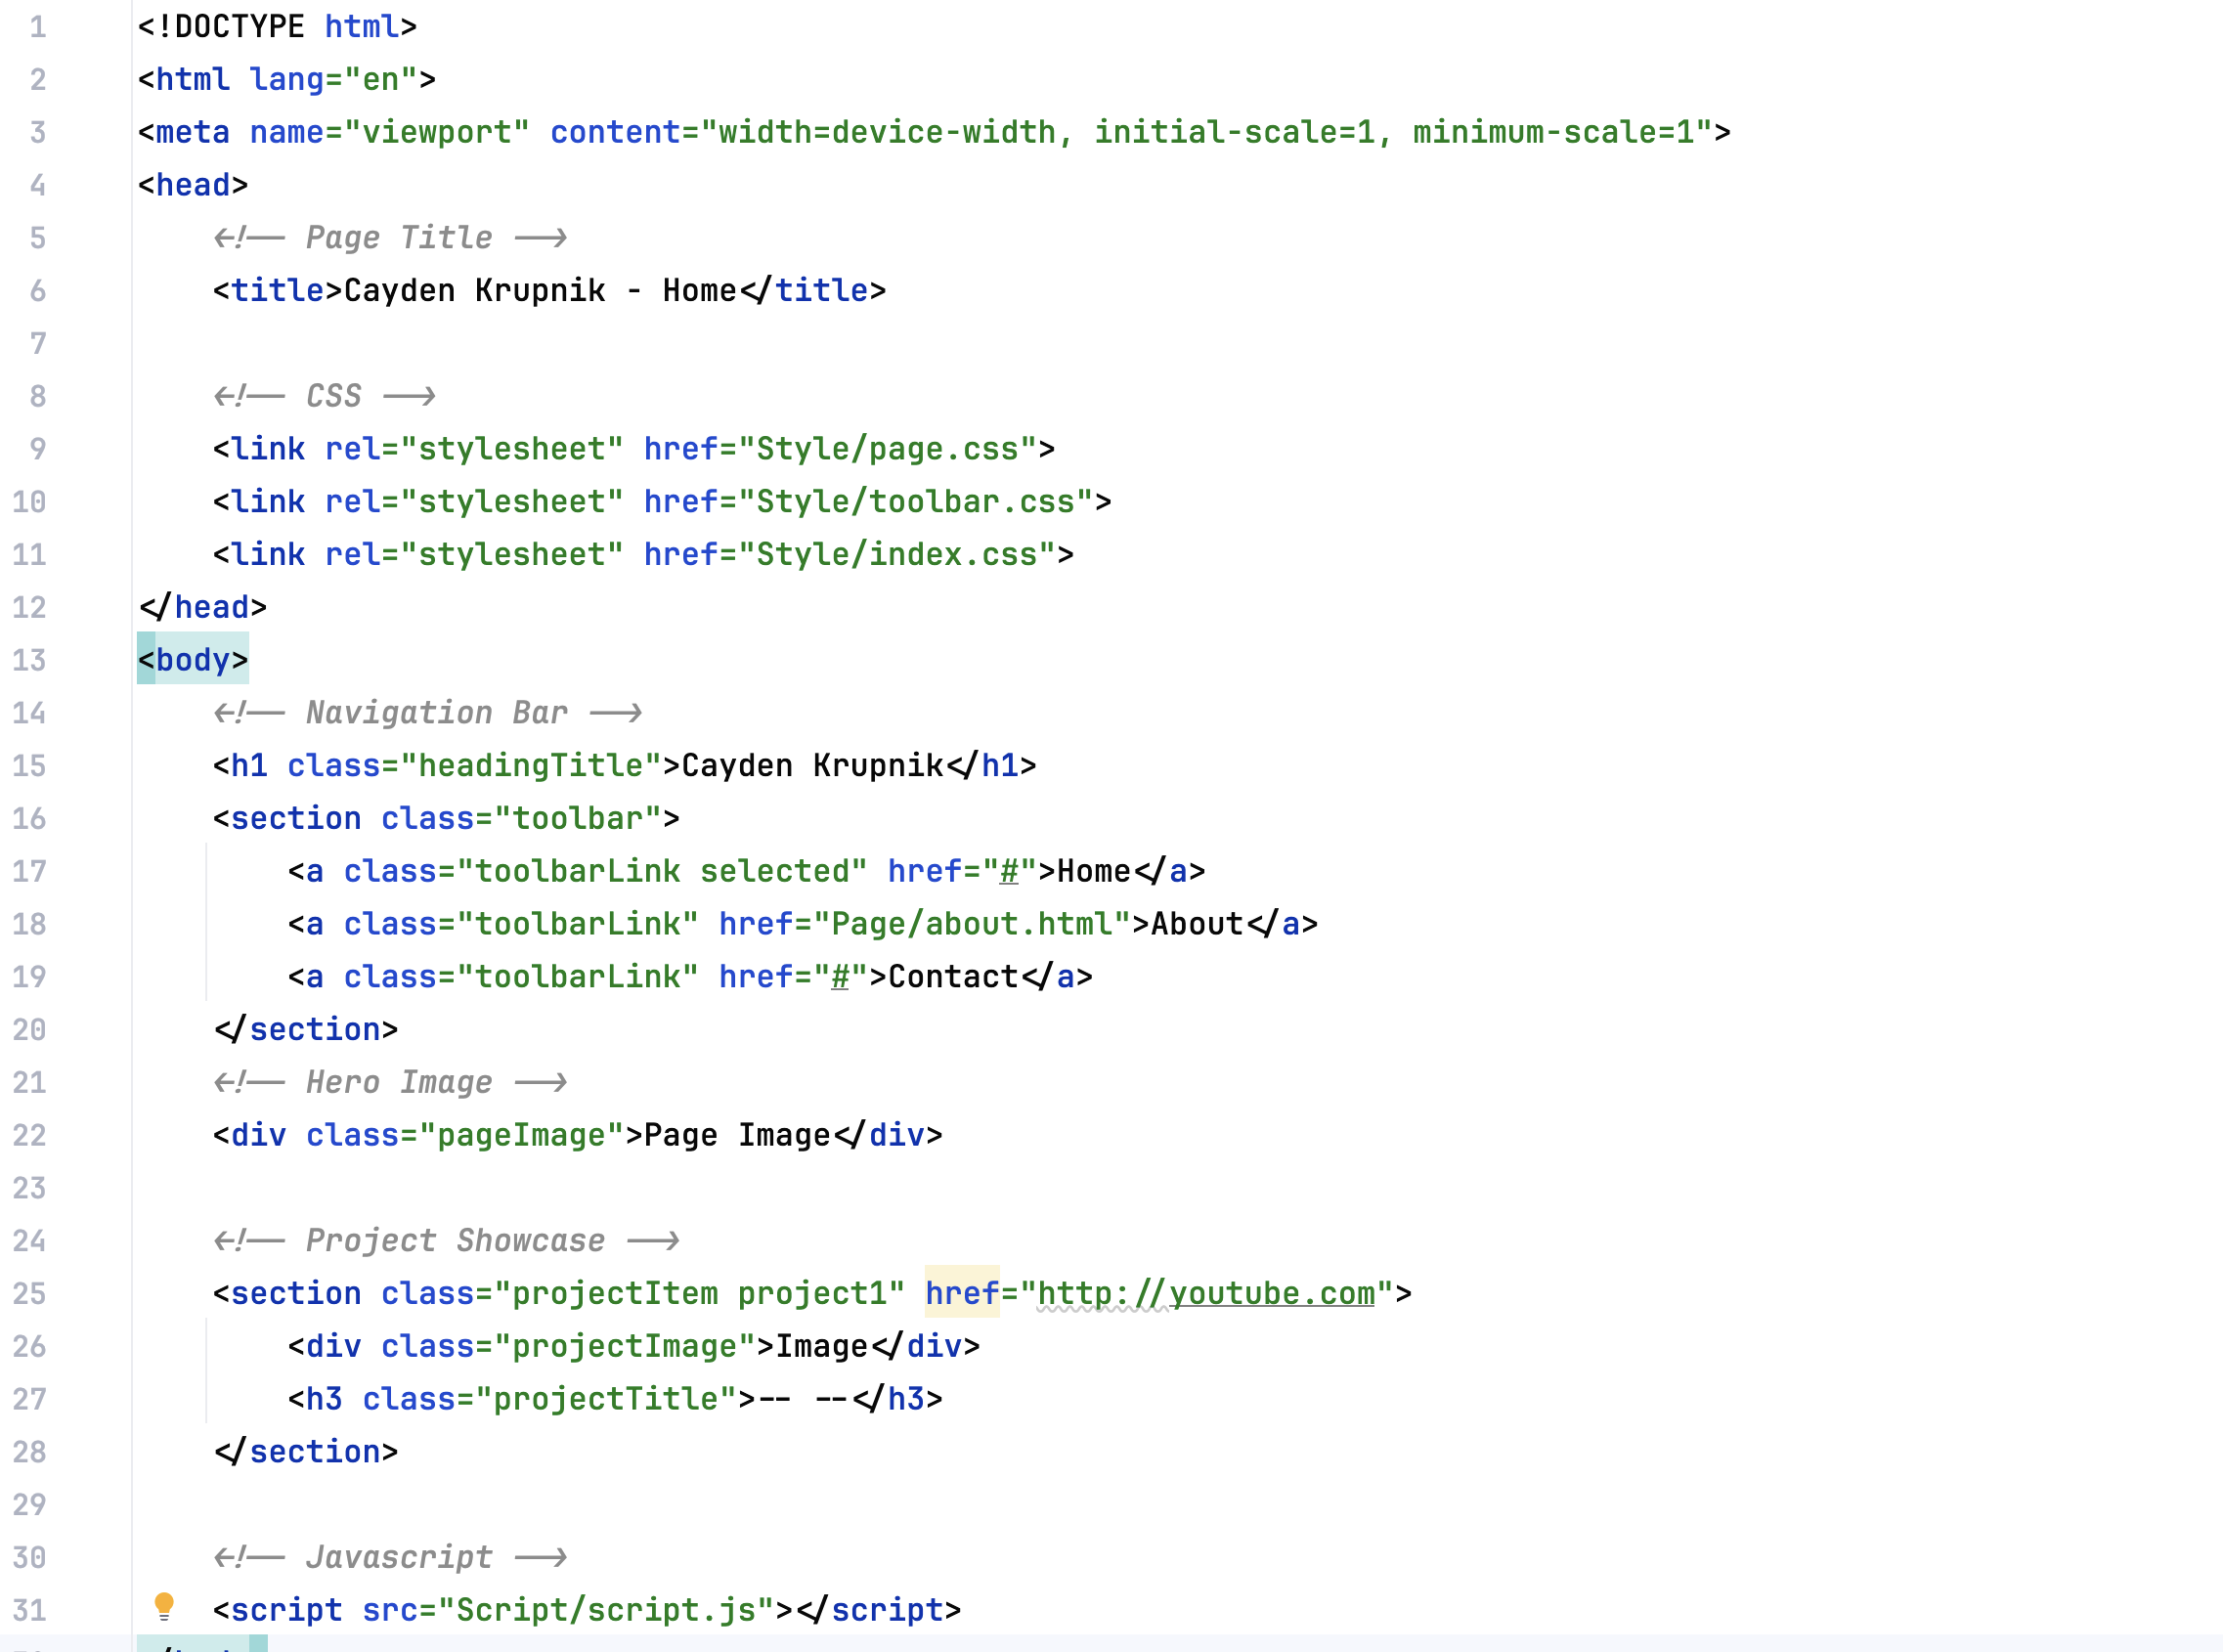 1 <!DOCTYPE html>
2 <html lang="en">
3 <meta name="viewport" content="width=device-width, initial-scale=1, minimum-scale=1">
4 <head>
5     <!-- Page Title -->
6     <title>Cayden Krupnik - Home</title>
7
8     <!-- CSS -->
9     <link rel="stylesheet" href="Style/page.css">
10     <link rel="stylesheet" href="Style/toolbar.css">
11     <link rel="stylesheet" href="Style/index.css">
12 </head>
13 <body>
14     <!-- Navigation Bar -->
15     <h1 class="headingTitle">Cayden Krupnik</h1>
16     <section class="toolbar">
17         <a class="toolbarLink selected" href="#">Home</a>
18         <a class="toolbarLink" href="Page/about.html">About</a>
19         <a class="toolbarLink" href="#">Contact</a>
20     </section>
21     <!-- Hero Image -->
22     <div class="pageImage">Page Image</div>
23
24     <!-- Project Showcase -->
25     <section class="projectItem project1" href="http://youtube.com">
26         <div class="projectImage">Image</div>
27         <h3 class="projectTitle">-- --</h3>
28     </section>
29
30     <!-- Javascript -->
31     <script src="Script/script.js"></script>